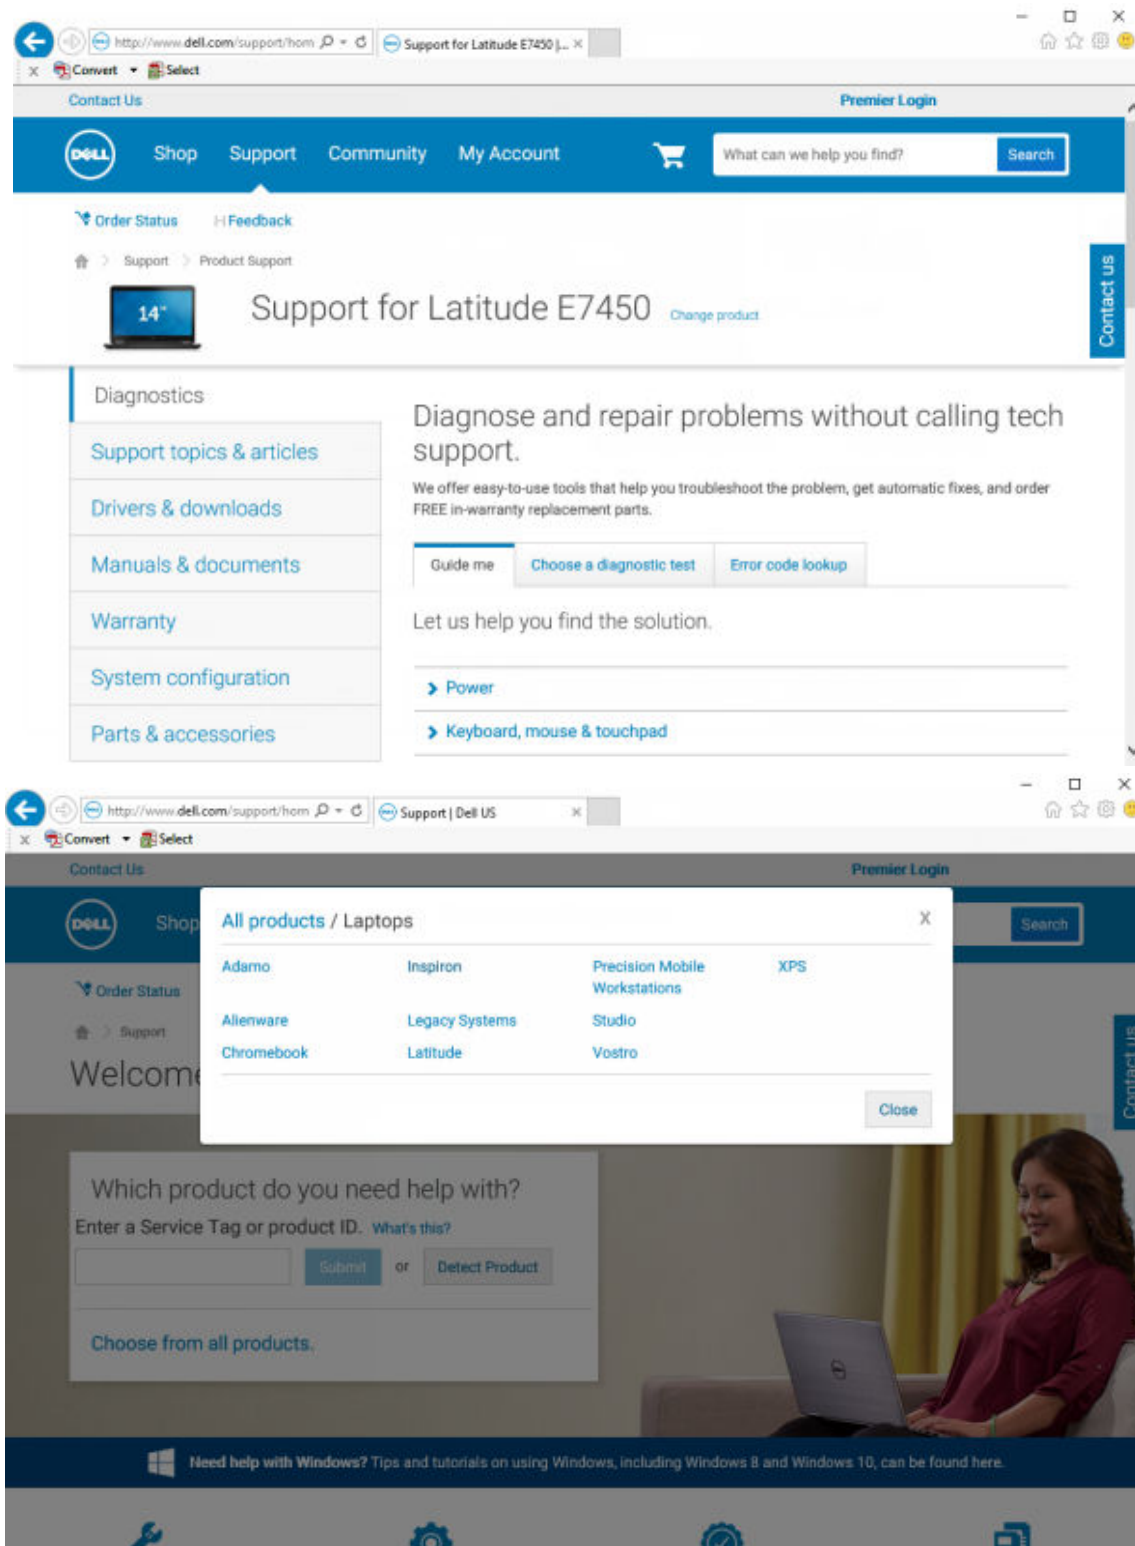 http://www.dell.com/support/hom
Support for Latitude E7450 |...
x Convert Select
Contact Us Premier Login
DELL Shop Support Community My Account What can we help you find? Search
Order Status Feedback
Support Product Support
Contact us
14"
Support for Latitude E7450 Change product
Diagnostics
Support topics & articles
Drivers & downloads
Manuals & documents
Warranty
System configuration
Parts & accessories
Diagnose and repair problems without calling tech
support.
We offer easy-to-use tools that help you troubleshoot the problem, get automatic fixes, and order
FREE in-warranty replacement parts.
Guide me Choose a diagnostic test Error code lookup
Let us help you find the solution.
Power
Keyboard, mouse & touchpad
http://www.dell.com/support/hom
Support | Dell US
x Convert Select
Contact Us Premier Login
DELL Shop Search
All products / Laptops X
Adamo Inspiron Precision Mobile XPS
Workstations
Alienware Legacy Systems Studio
Chromebook Latitude Vostro
Close
Order Status
Support
Contact us
Welcome
Which product do you need help with?
Enter a Service Tag or product ID. What's this?
Submit or Detect Product
Choose from all products.
Need help with Windows? Tips and tutorials on using Windows, including Windows 8 and Windows 10, can be found here.